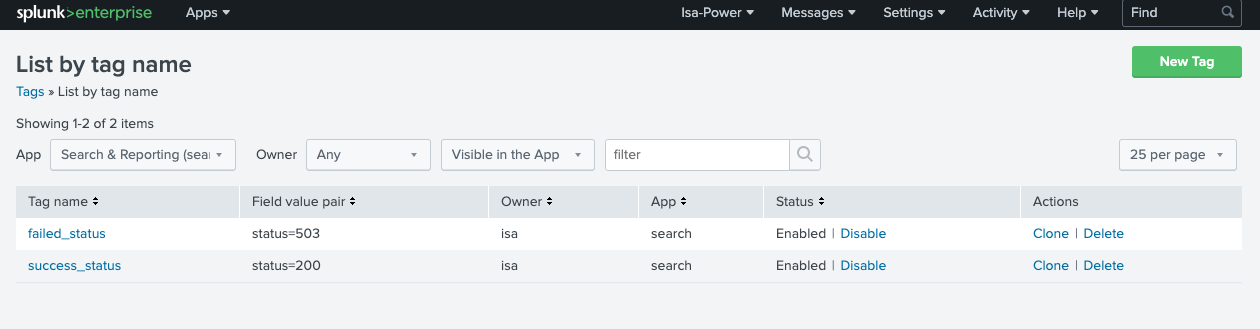 splunk>enterprise Apps Isa-Power Messages Settings Activity Help Find
List by tag name New Tag
Tags » List by tag name
Showing 1-2 of 2 items
App Search & Reporting (sear Owner Any Visible in the App filter 25 per page
Tag name Field value pair Owner App Status Actions
failed_status status=503 isa search Enabled | Disable Clone | Delete
success_status status=200 isa search Enabled | Disable Clone | Delete